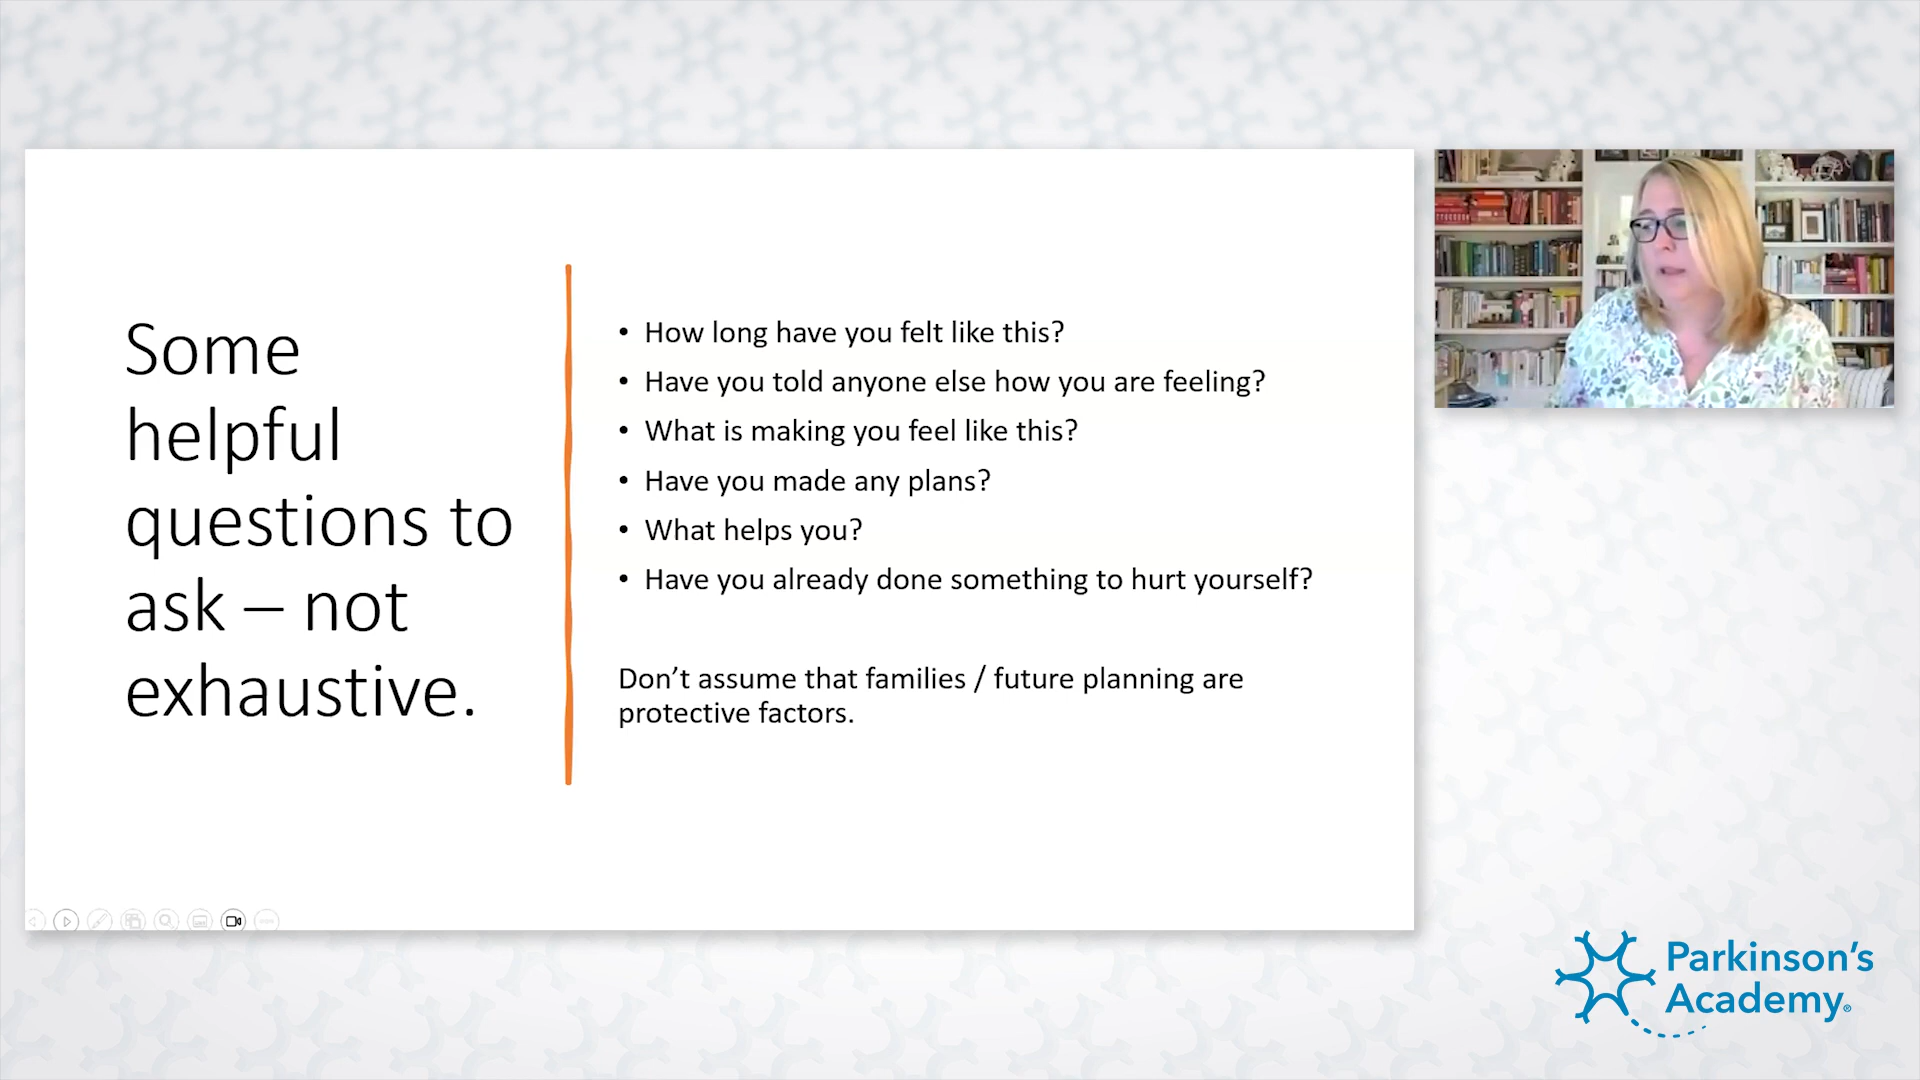 Some
helpful
questions to
ask – not
exhaustive.
• How long have you felt like this?
• Have you told anyone else how you are feeling?
• What is making you feel like this?
• Have you made any plans?
• What helps you?
• Have you already done something to hurt yourself?
Don’t assume that families / future planning are
protective factors.
Parkinson’s
Academy®